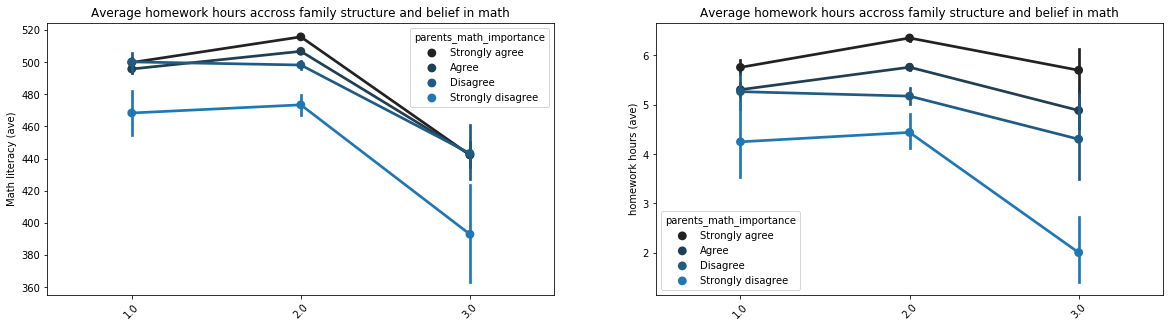 Average homework hours accross family structure and belief in math
Math literacy (ave)
520
500
480
460
440
420
400
380
360
1.0
2.0
3.0
parents_math_importance
Strongly agree
Agree
Disagree
Strongly disagree
Average homework hours accross family structure and belief in math
homework hours (ave)
6
5
4
3
2
1.0
2.0
3.0
parents_math_importance
Strongly agree
Agree
Disagree
Strongly disagree